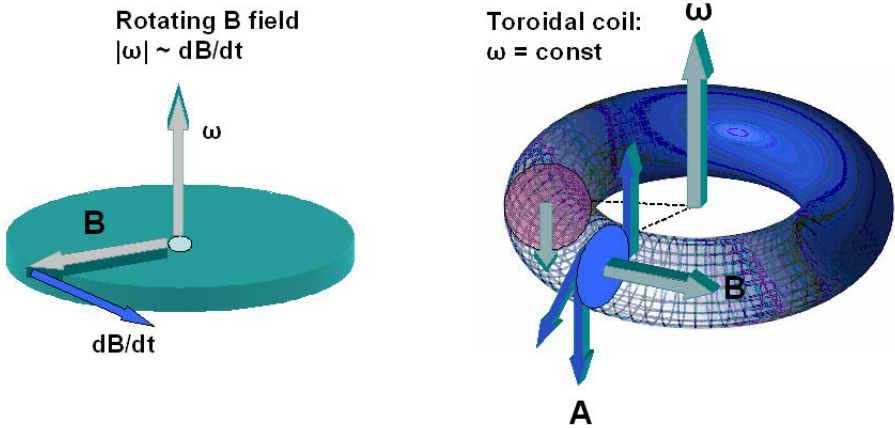 Rotating B field
|ω| ~ dB/dt
ω
B
dB/dt
Toroidal coil:
ω = const
ω
B
A